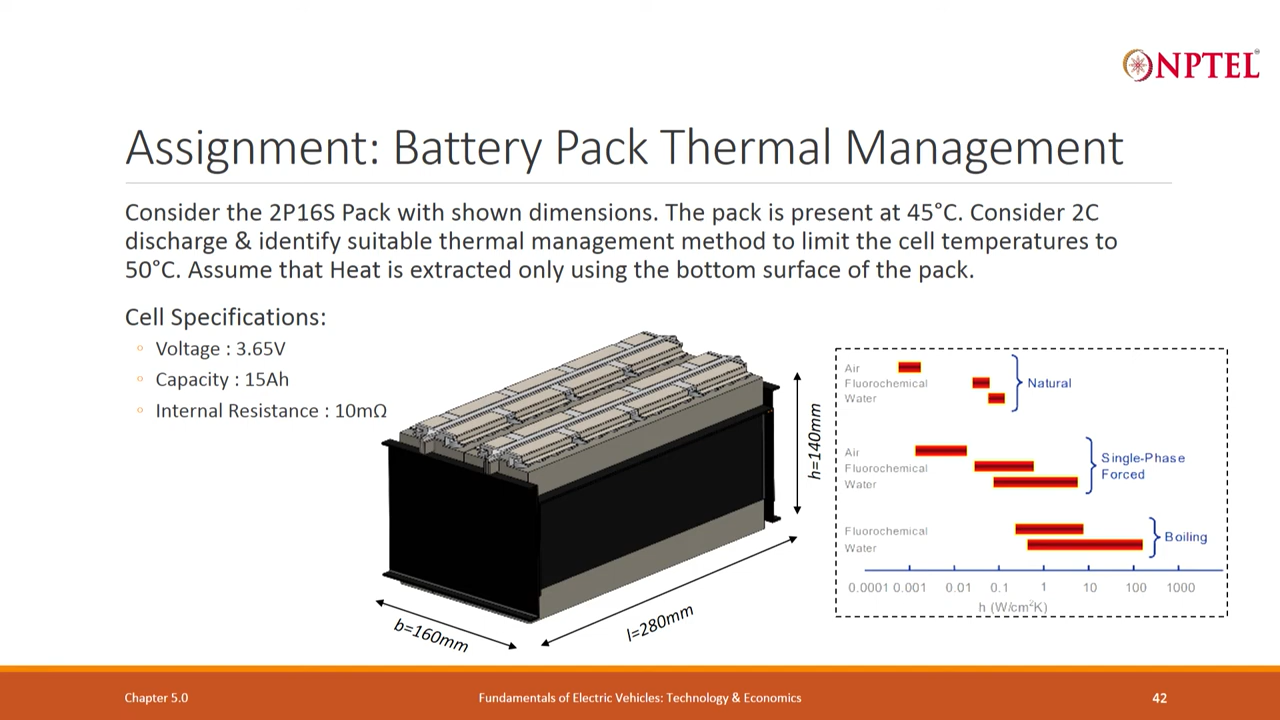 NPTEL
Assignment: Battery Pack Thermal Management
Consider the 2P16S Pack with shown dimensions. The pack is present at 45°C. Consider 2C
discharge & identify suitable thermal management method to limit the cell temperatures to
50°C. Assume that Heat is extracted only using the bottom surface of the pack.
Cell Specifications:
◦ Voltage : 3.65V
◦ Capacity : 15Ah
◦ Internal Resistance : 10mΩ
h=140mm
b=160mm
l=280mm
Air
Fluorochemical
Water
Natural
Air
Fluorochemical
Water
Single-Phase
Forced
Fluorochemical
Water
Boiling
0.0001 0.001 0.01 0.1 1 10 100 1000
h (W/cm²K)
Chapter 5.0
Fundamentals of Electric Vehicles: Technology & Economics
42